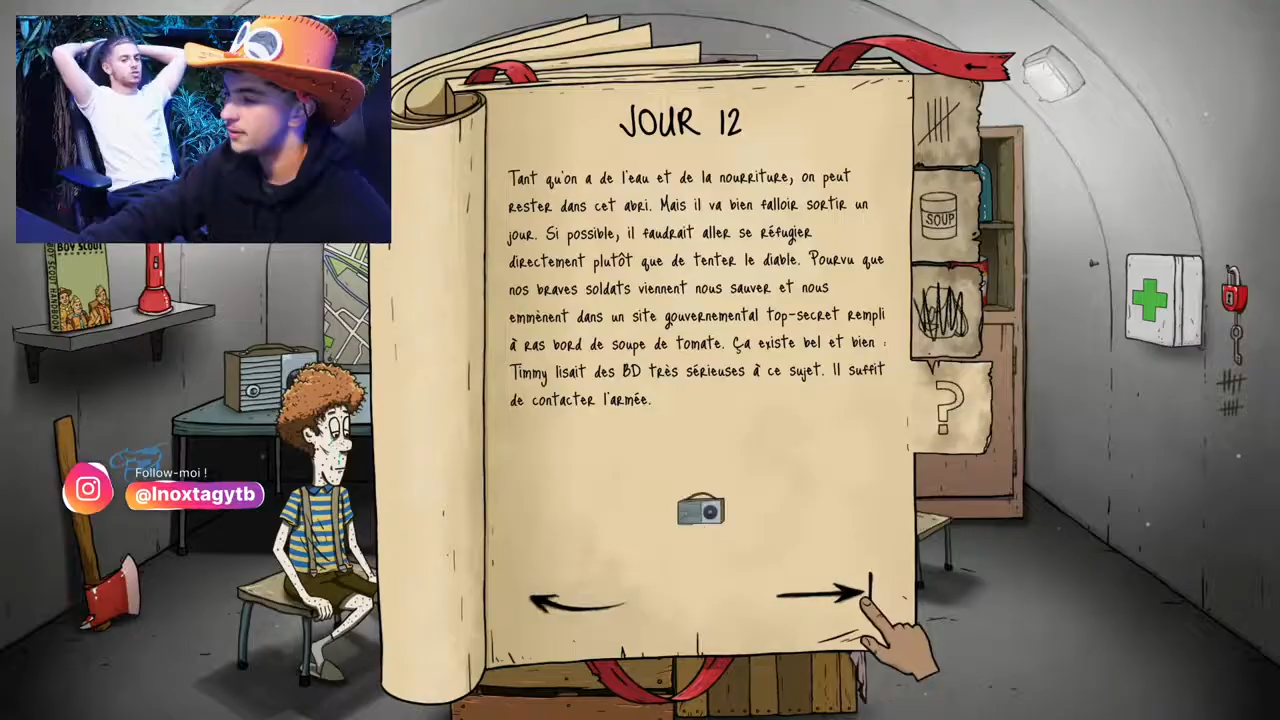 JOUR 12
Tant qu'on a de l'eau et de la nourriture, on peut
rester dans cet abri. Mais il va bien falloir sortir un
jour. Si possible, il faudrait aller se réfugier
directement plutôt que de tenter le diable. Pourvu que
nos braves soldats viennent nous sauver et nous
emmènent dans un site gouvernemental top-secret rempli
à ras bord de soupe de tomate. Ça existe bel et bien :
Timmy lisait des BD très sérieuses à ce sujet. Il suffit
de contacter l'armée.
SOUP
?
BOY SCOUT
BOY SCOUT HANDBOOK
Follow-moi !
@Inoxtagytb